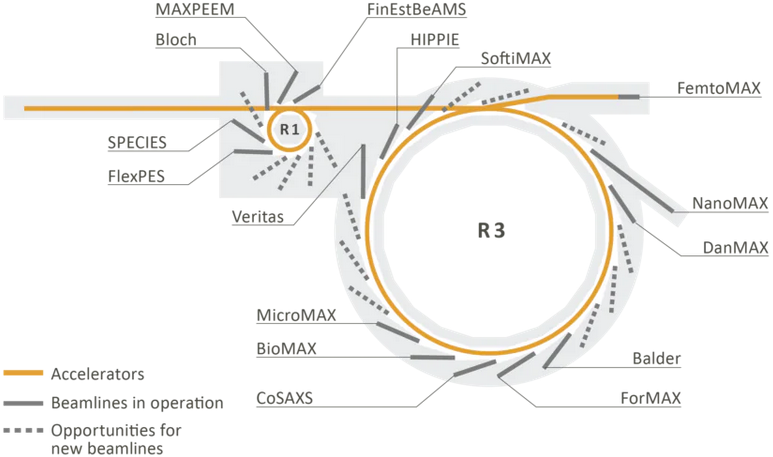 MAXPEEM
FinEstBeAMS
Bloch
HIPPIE
SoftiMAX
FemtoMAX
R1
SPECIES
FlexPES
NanoMAX
Veritas
R3
DanMAX
MicroMAX
BioMAX
Balder
CoSAXS
ForMAX
Accelerators
Beamlines in operation
Opportunities for
new beamlines